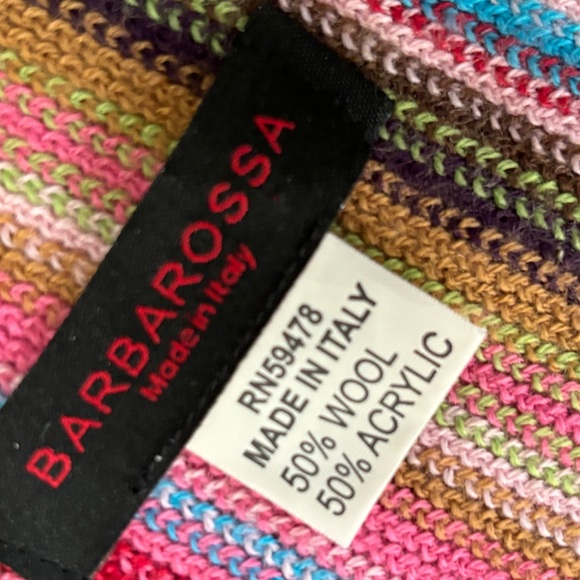 BARBAROSSA
Made in Italy
RN59478
MADE IN ITALY
50% WOOL
50% ACRYLIC